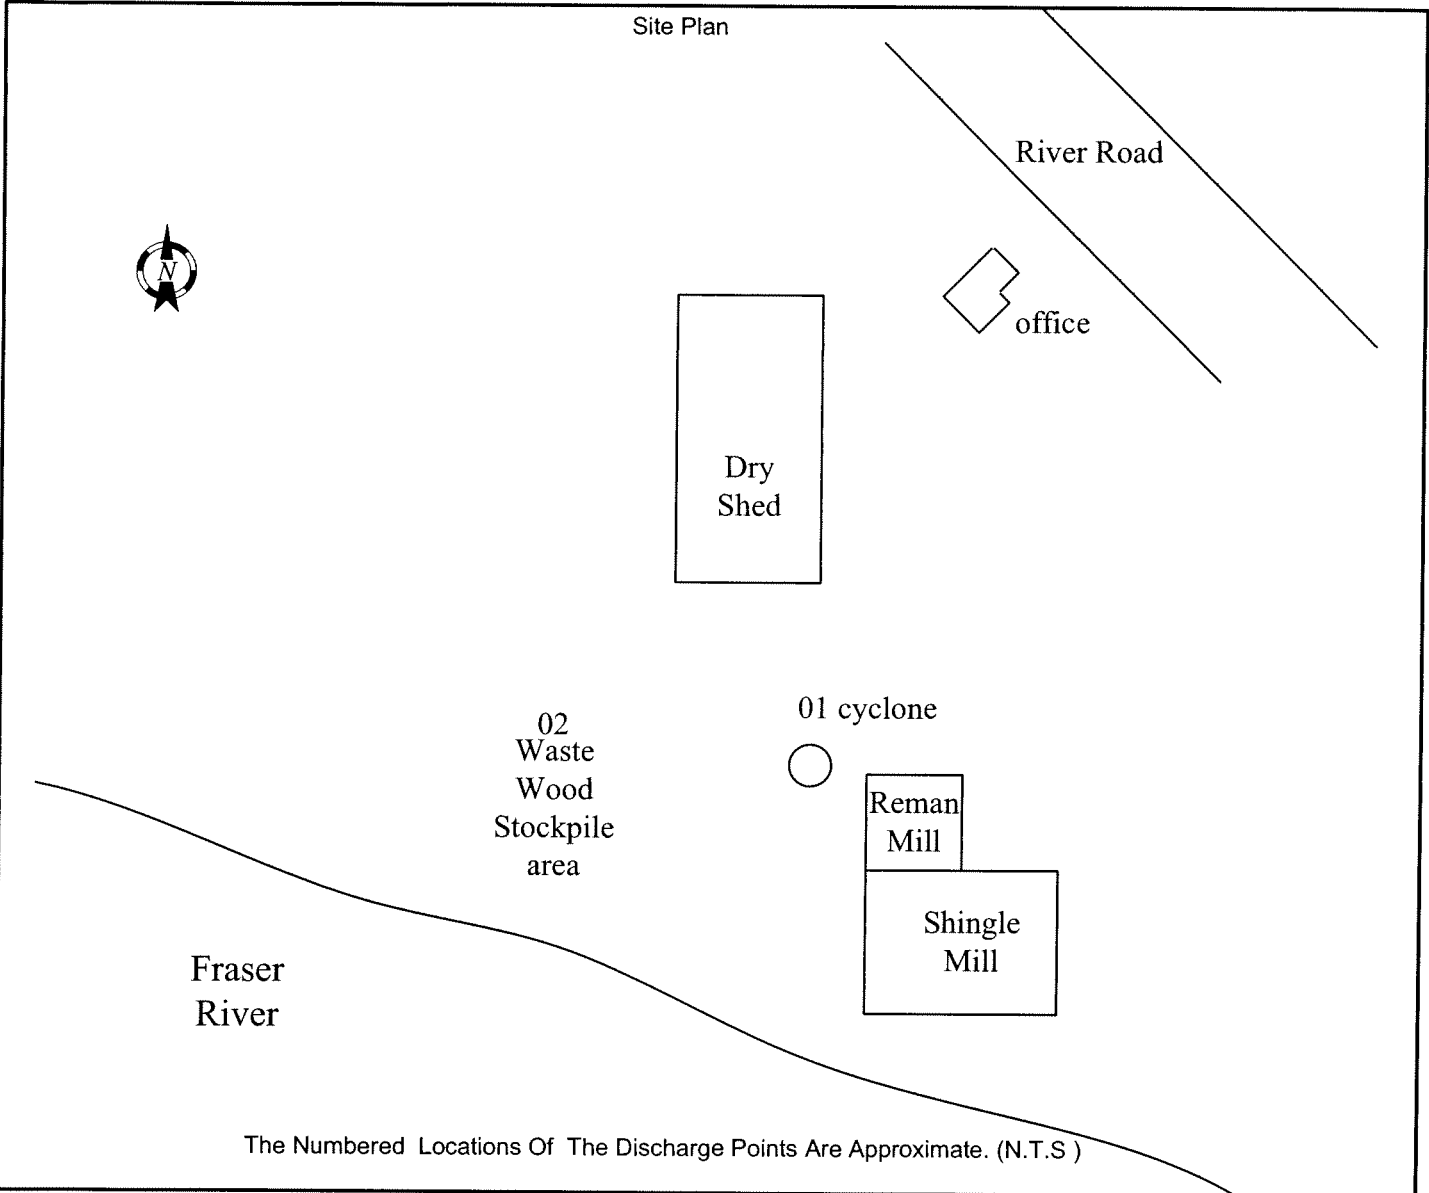 Site Plan
River Road
N
office
Dry
Shed
01 cyclone
02
Waste
Wood
Stockpile
area
Reman
Mill
Shingle
Mill
Fraser
River
The Numbered Locations Of The Discharge Points Are Approximate. (N.T.S )